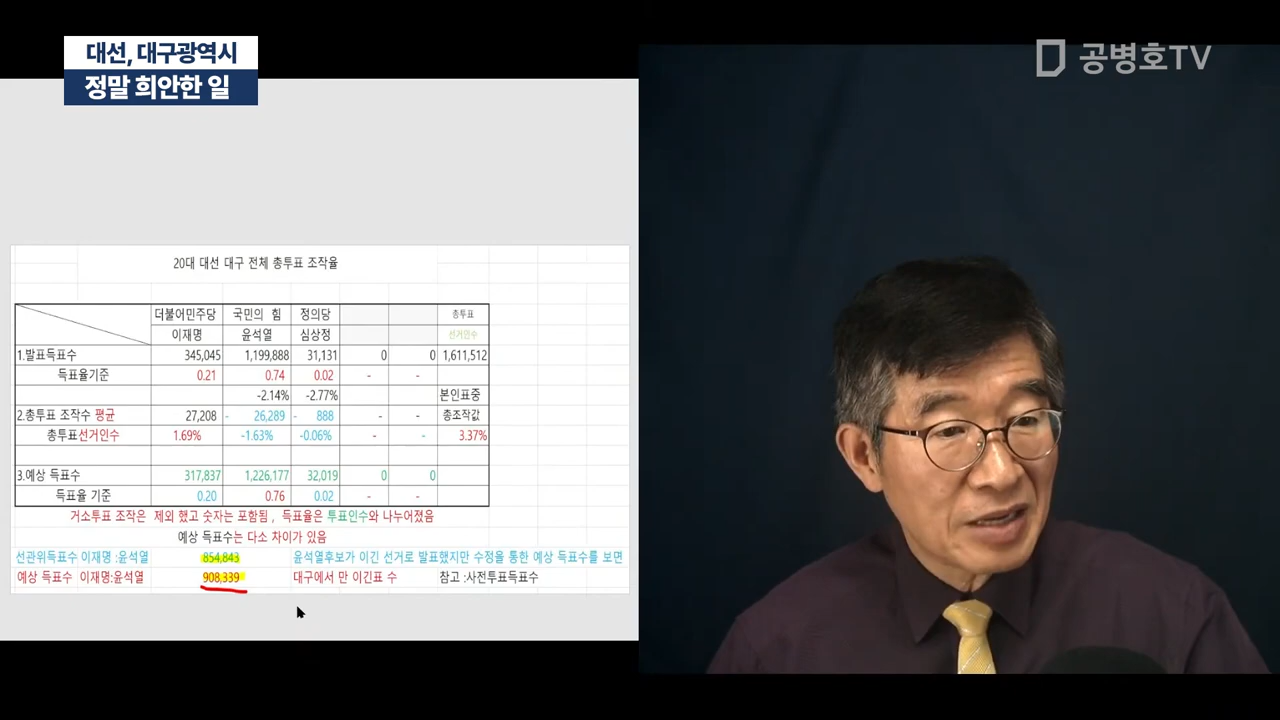 대선, 대구광역시
정말 희안한 일
공병호TV
20대 대선 대구 전체 총투표 조작율
더불어민주당 국민의 힘 정의당 총투표
이재명 윤석열 심상정 선거인수
1.발표득표수 345,045 1,199,888 31,131 0 0 1,611,512
득표율기준 0.21 0.74 0.02 - -
-2.14% -2.77% 본인표중
2.총투표 조작수 평균 27,208 - 26,289 - 888 - - 총조작값
총투표선거인수 1.69% -1.63% -0.06% - - 3.37%
3.예상 득표수 317,837 1,226,177 32,019 0 0
득표율 기준 0.20 0.76 0.02 - -
거소투표 조작은 제외 했고 숫자는 포함됨 , 득표율은 투표인수와 나누어졌음
예상 득표수는 다소 차이가 있음
선관위득표수 이재명 :윤석열 854,843 윤석열후보가 이긴 선거로 발표했지만 수정을 통한 예상 득표수를 보면
예상 득표수 이재명:윤석열 908,339 대구에서 만 이긴표 수 참고 :사전투표득표수